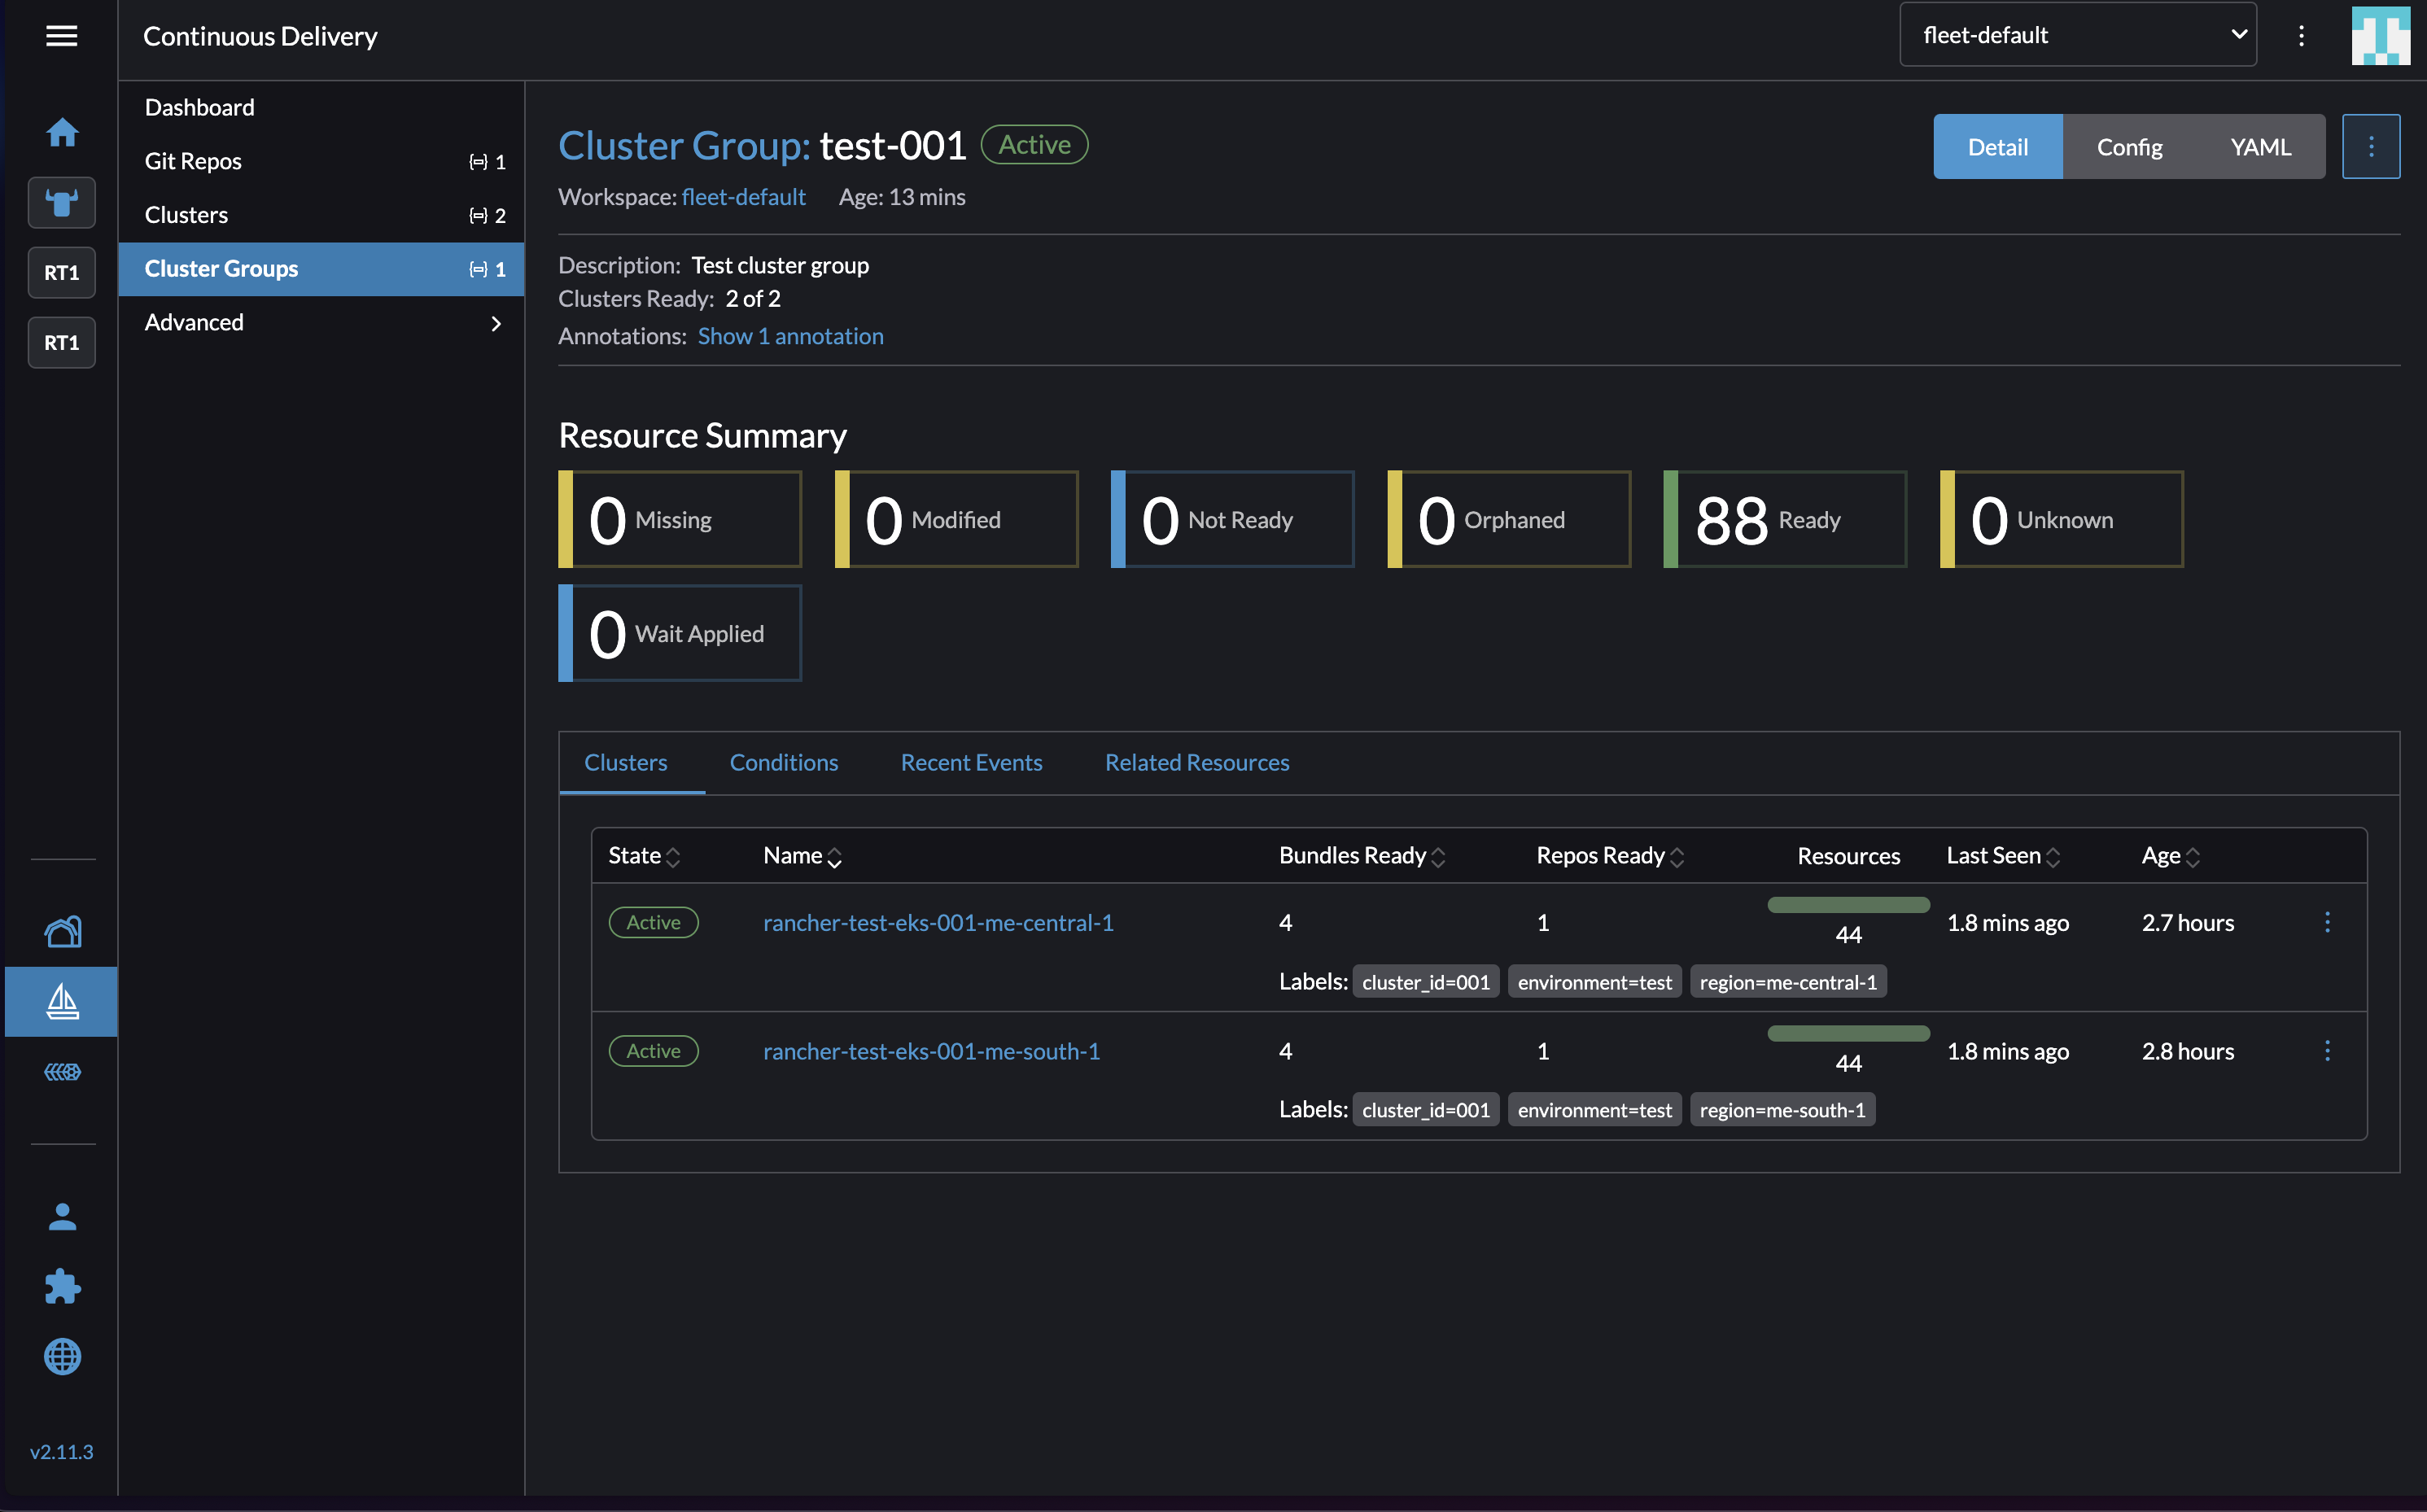 Continuous Delivery
fleet-default
Dashboard
Git Repos 1
Clusters 2
Cluster Groups 1
Advanced
RT1
RT1
v2.11.3
Cluster Group: test-001 Active
Detail Config YAML
Workspace: fleet-default Age: 13 mins
Description: Test cluster group
Clusters Ready: 2 of 2
Annotations: Show 1 annotation
Resource Summary
0 Missing 0 Modified 0 Not Ready 0 Orphaned 88 Ready 0 Unknown
0 Wait Applied
Clusters Conditions Recent Events Related Resources
State Name Bundles Ready Repos Ready Resources Last Seen Age
Active rancher-test-eks-001-me-central-1 4 1 44 1.8 mins ago 2.7 hours
Labels: cluster_id=001 environment=test region=me-central-1
Active rancher-test-eks-001-me-south-1 4 1 44 1.8 mins ago 2.8 hours
Labels: cluster_id=001 environment=test region=me-south-1